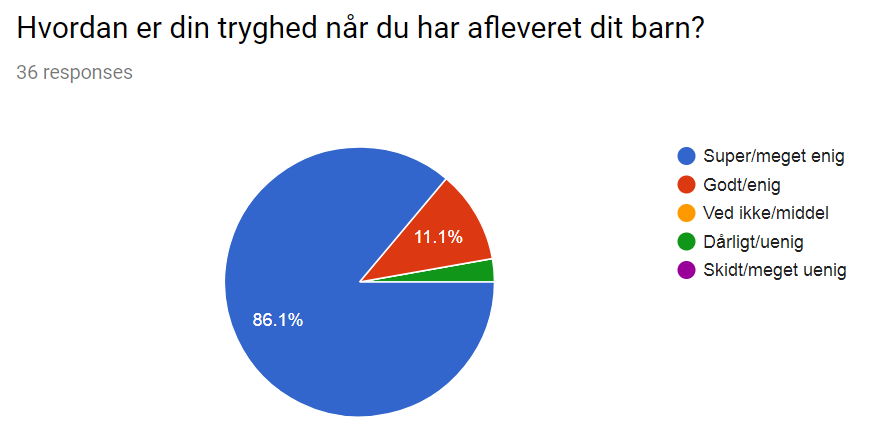 Hvordan er din tryghed når du har afleveret dit barn?
36 responses
Super/meget enig
Godt/enig
Ved ikke/middel
Dårligt/uenig
Skidt/meget uenig
11.1%
86.1%